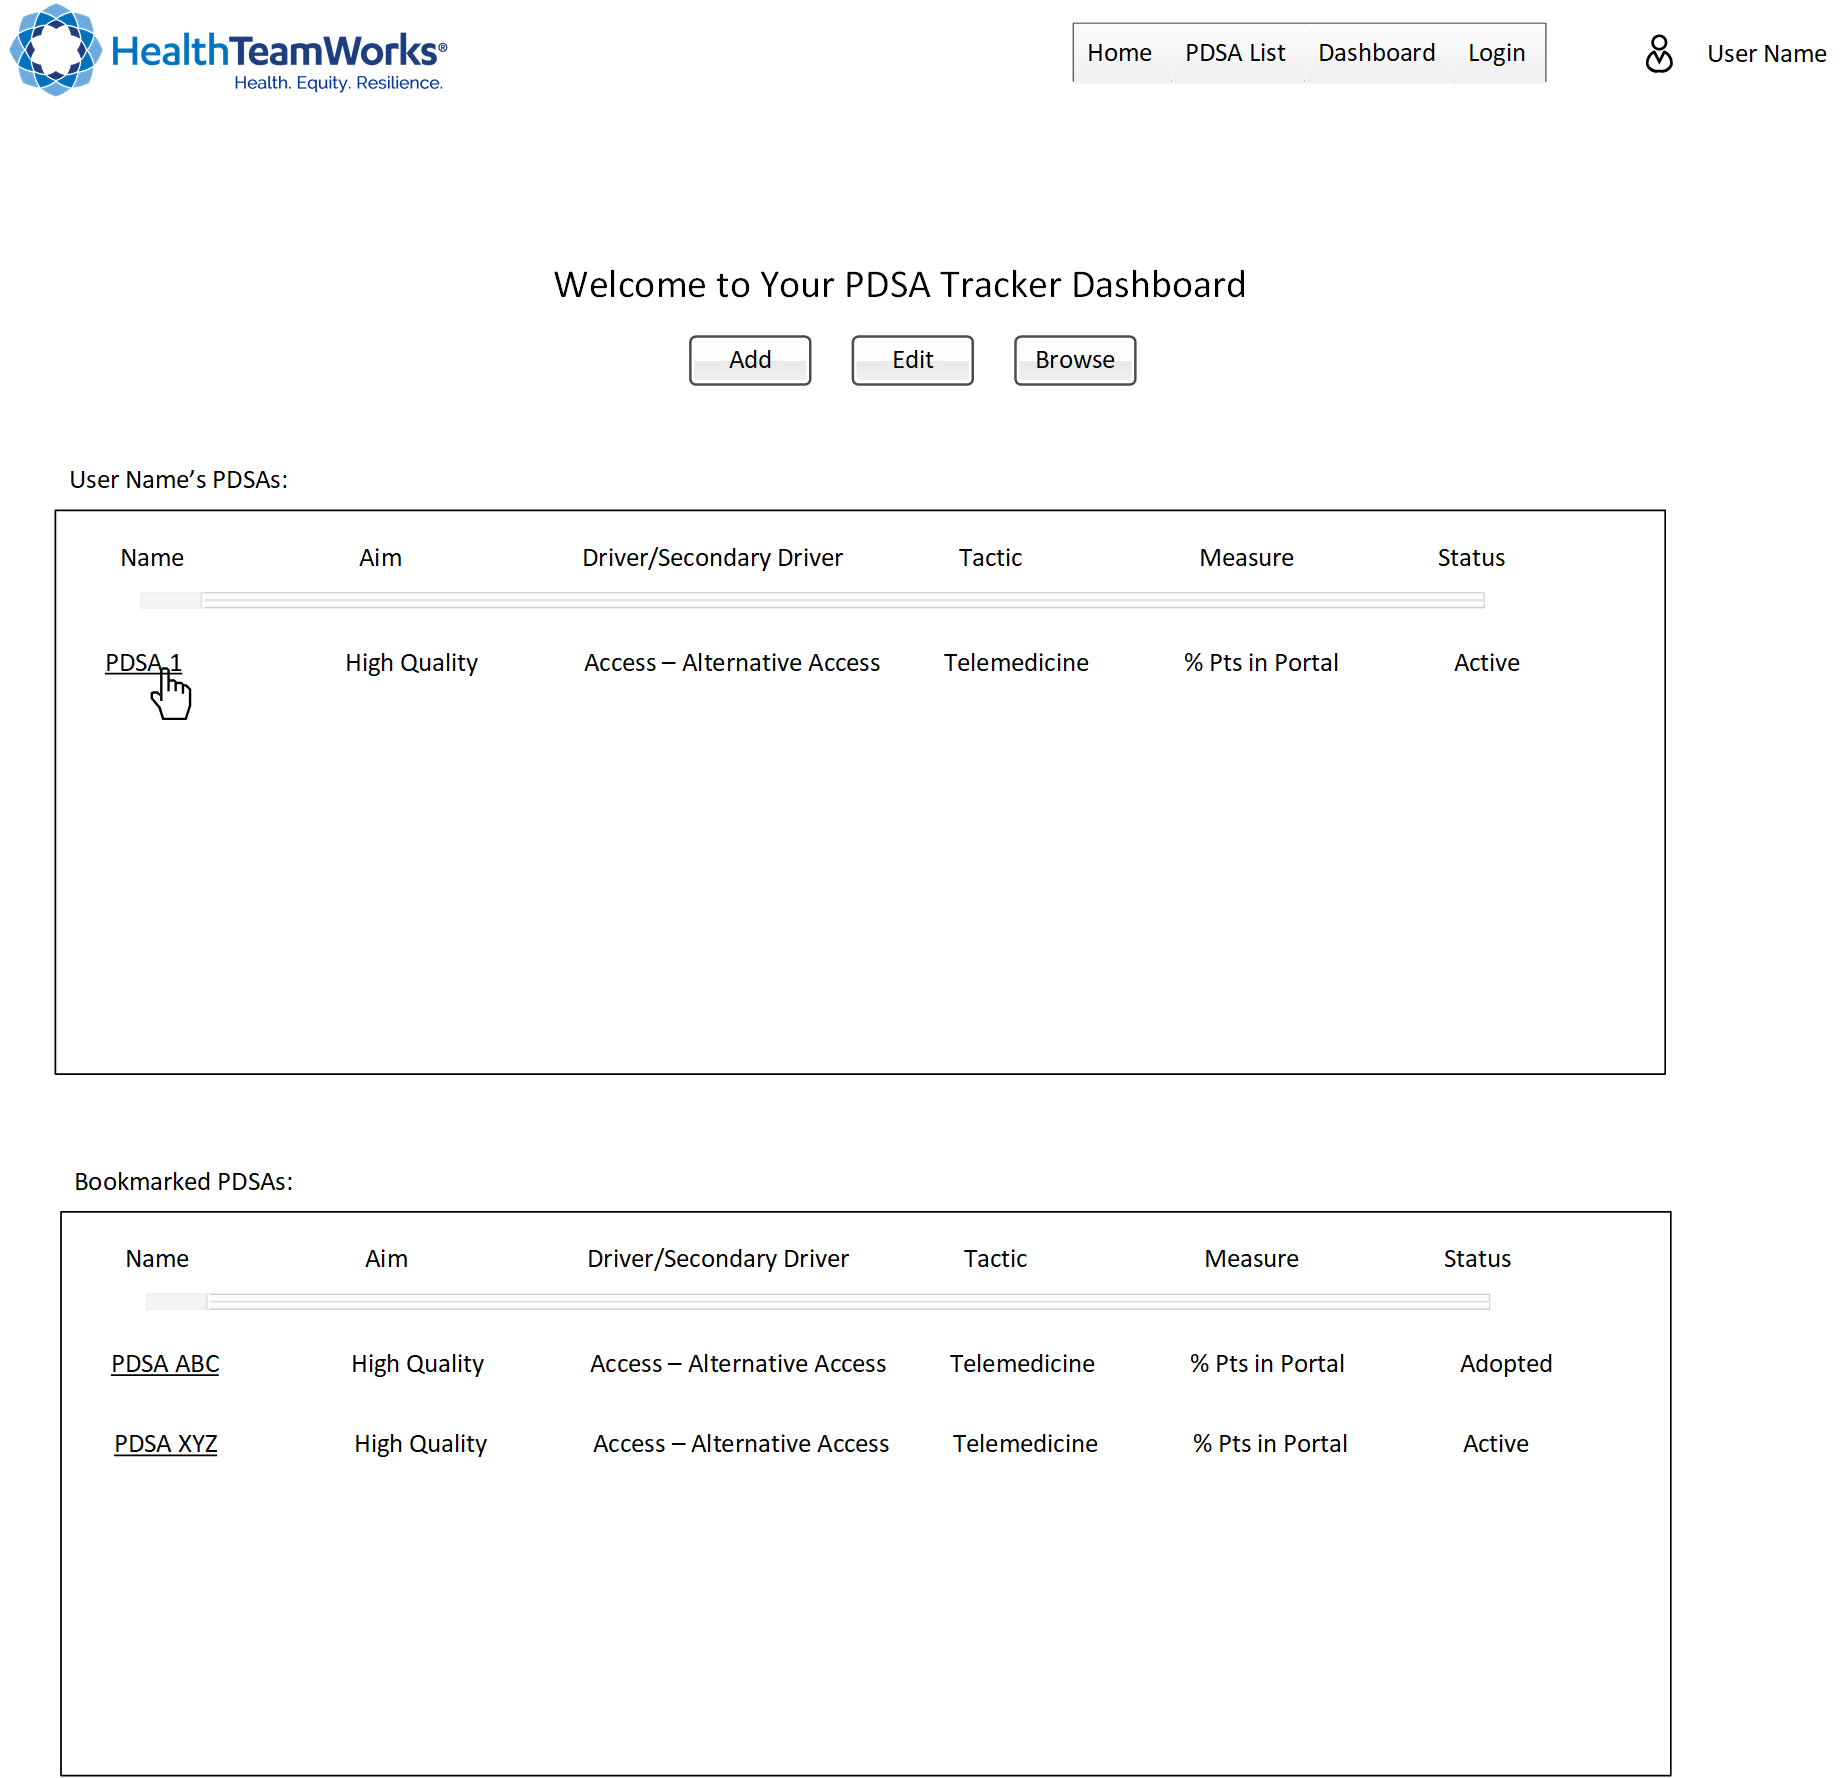 HealthTeamWorks®
Health. Equity. Resilience.
Home PDSA List Dashboard Login
User Name
Welcome to Your PDSA Tracker Dashboard
Add Edit Browse
User Name’s PDSAs:
Name Aim Driver/Secondary Driver Tactic Measure Status
PDSA 1 High Quality Access – Alternative Access Telemedicine % Pts in Portal Active
Bookmarked PDSAs:
Name Aim Driver/Secondary Driver Tactic Measure Status
PDSA ABC High Quality Access – Alternative Access Telemedicine % Pts in Portal Adopted
PDSA XYZ High Quality Access – Alternative Access Telemedicine % Pts in Portal Active